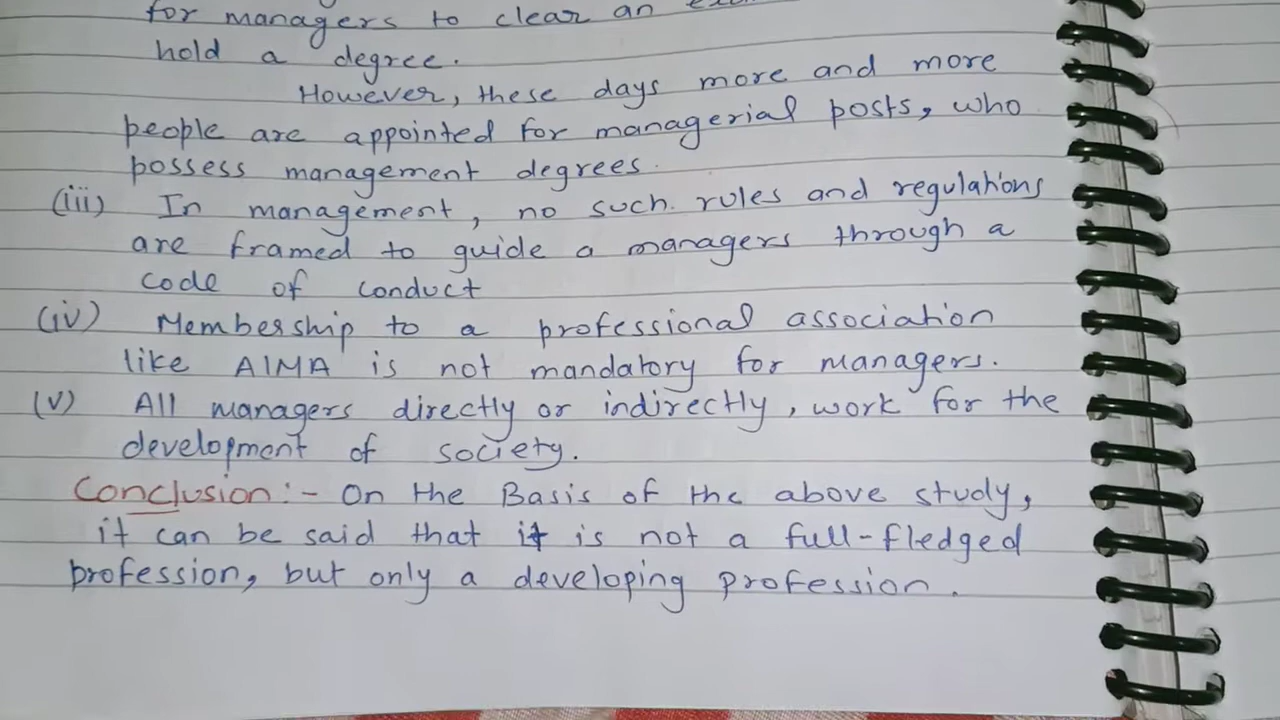 for managers to clear an
hold a degree.
However, these days more and more
people are appointed for managerial posts, who
possess management degrees.
(iii) In management, no such rules and regulations
are framed to guide a managers through a
code of conduct
(iv) Membership to a professional association
like AIMA is not mandatory for managers.
(v) All managers directly or indirectly, work for the
development of society.
Conclusion:- On the Basis of the above study,
it can be said that it is not a full-fledged
profession, but only a developing profession.